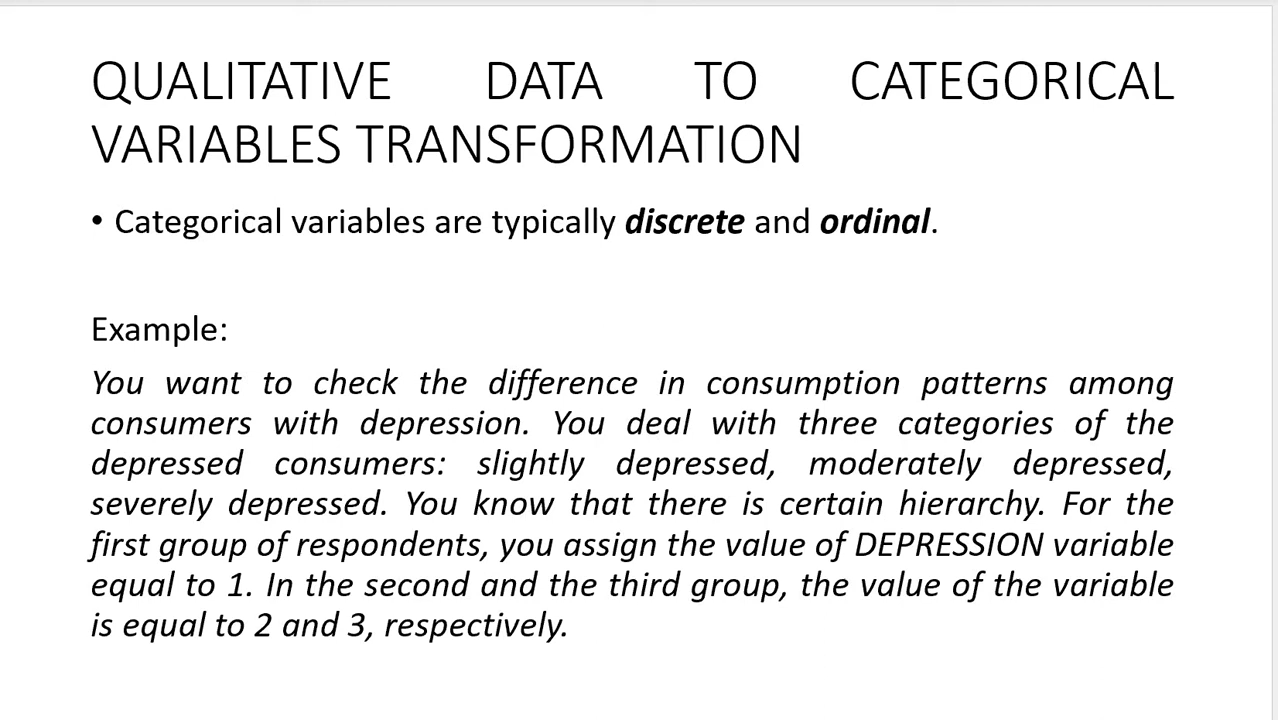 QUALITATIVE DATA TO CATEGORICAL
VARIABLES TRANSFORMATION
• Categorical variables are typically discrete and ordinal.
Example:
You want to check the difference in consumption patterns among
consumers with depression. You deal with three categories of the
depressed consumers: slightly depressed, moderately depressed,
severely depressed. You know that there is certain hierarchy. For the
first group of respondents, you assign the value of DEPRESSION variable
equal to 1. In the second and the third group, the value of the variable
is equal to 2 and 3, respectively.